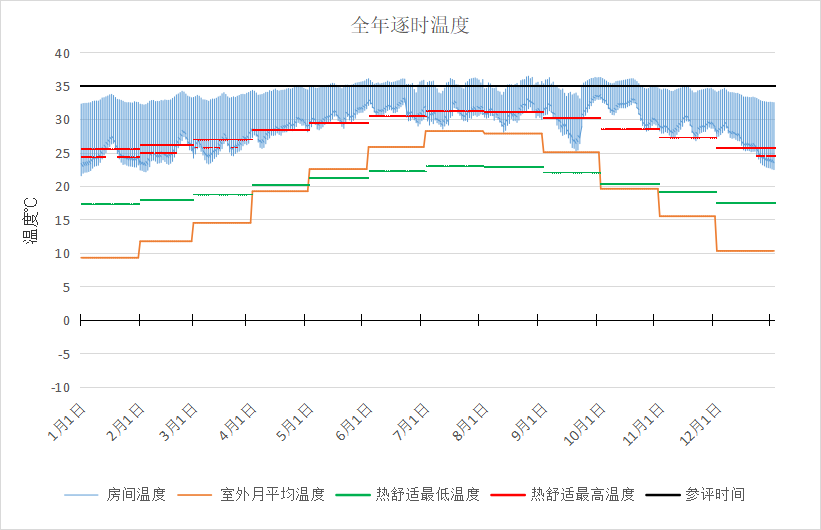 全年逐时温度
40
35
30
25
20
15
10
5
0
-5
-10
温度℃
1月1日
2月1日
3月1日
4月1日
5月1日
6月1日
7月1日
8月1日
9月1日
10月1日
11月1日
12月1日
房间温度 室外月平均温度 热舒适最低温度 热舒适最高温度 参评时间